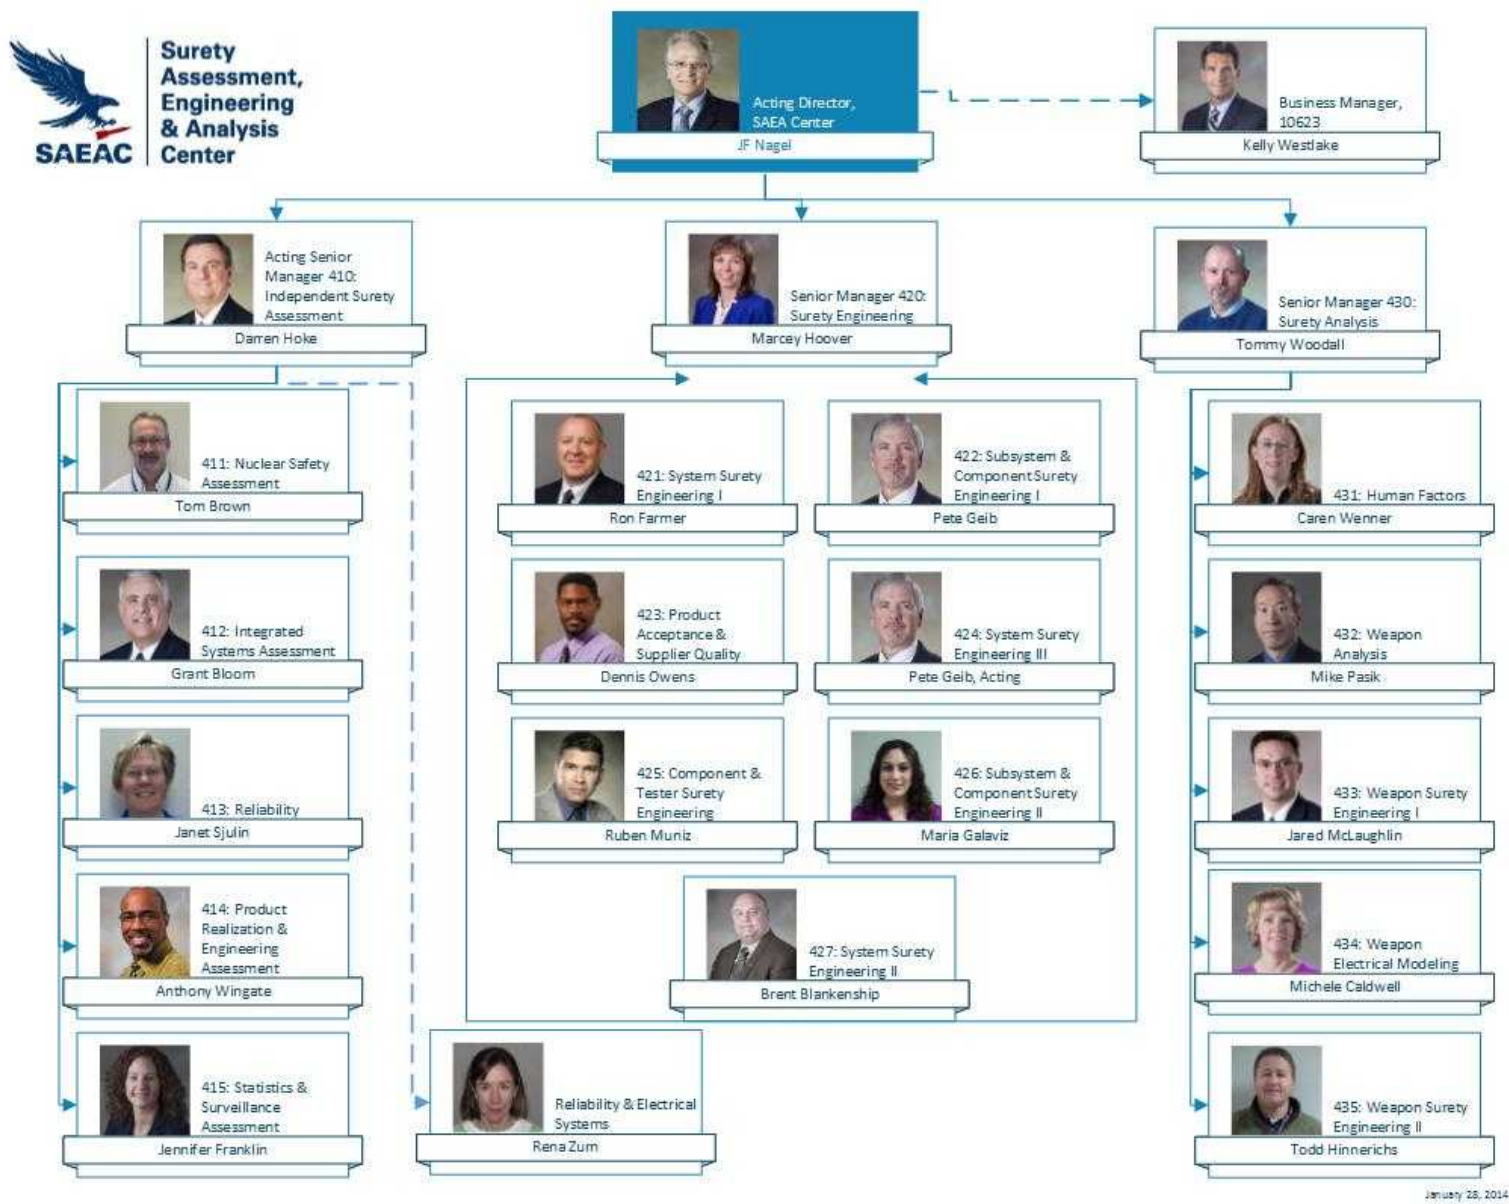 Surety
Assessment,
Engineering
& Analysis
Center
SAEAC
Acting Director,
SAEA Center
JF Nagel
Business Manager,
10623
Kelly Westlake
Acting Senior
Manager 410:
Independent Surety
Assessment
Darren Hoke
Senior Manager 420:
Surety Engineering
Marcey Hoover
Senior Manager 430:
Surety Analysis
Tommy Woodall
411: Nuclear Safety
Assessment
Tom Brown
412: Integrated
Systems Assessment
Grant Bloom
413: Reliability
Janet Sjulin
414: Product
Realization &
Engineering
Assessment
Anthony Wingate
415: Statistics &
Surveillance
Assessment
Jennifer Franklin
Reliability & Electrical
Systems
Rena Zurn
421: System Surety
Engineering I
Ron Farmer
422: Subsystem &
Component Surety
Engineering I
Pete Geib
423: Product
Acceptance &
Supplier Quality
Dennis Owens
424: System Surety
Engineering III
Pete Geib, Acting
425: Component &
Tester Surety
Engineering
Ruben Muniz
426: Subsystem &
Component Surety
Engineering II
Maria Galaviz
427: System Surety
Engineering II
Brent Blankenship
431: Human Factors
Caren Wenner
432: Weapon
Analysis
Mike Pasik
433: Weapon Surety
Engineering I
Jared McLaughlin
434: Weapon
Electrical Modeling
Michele Caldwell
435: Weapon Surety
Engineering II
Todd Hinnerichs
January 28, 2014